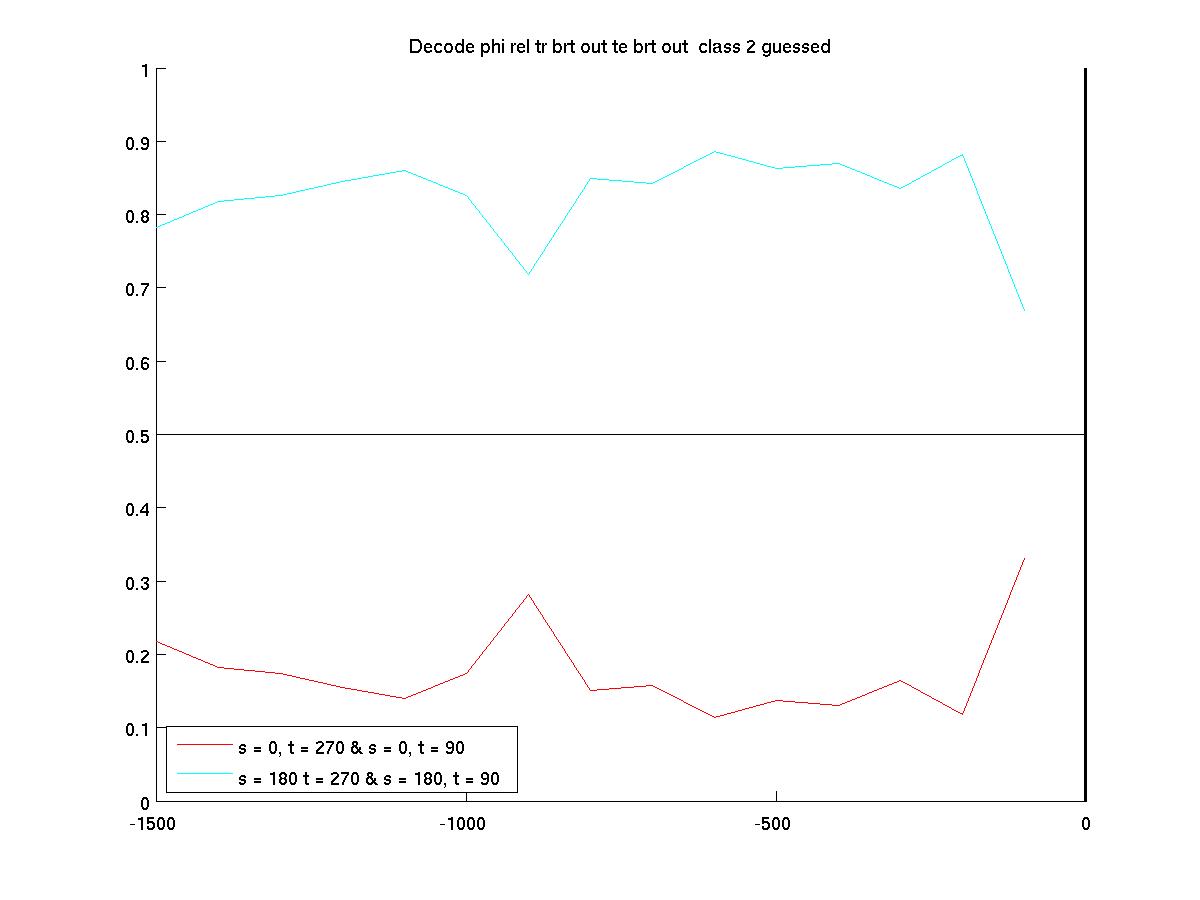 Decode phi rel tr brt out te brt out  class 2 guessed
1
0.9
0.8
0.7
0.6
0.5
0.4
0.3
0.2
0.1
0
s = 0, t = 270 & s = 0, t = 90
s = 180 t = 270 & s = 180, t = 90
-1500 -1000 -500 0